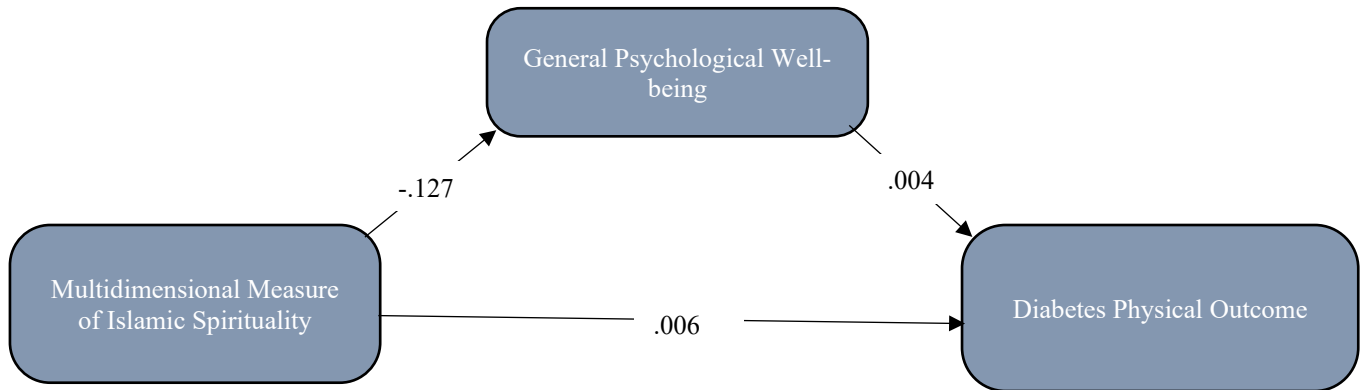 General Psychological Well-
being
-.127
.004
Multidimensional Measure
of Islamic Spirituality
.006
Diabetes Physical Outcome